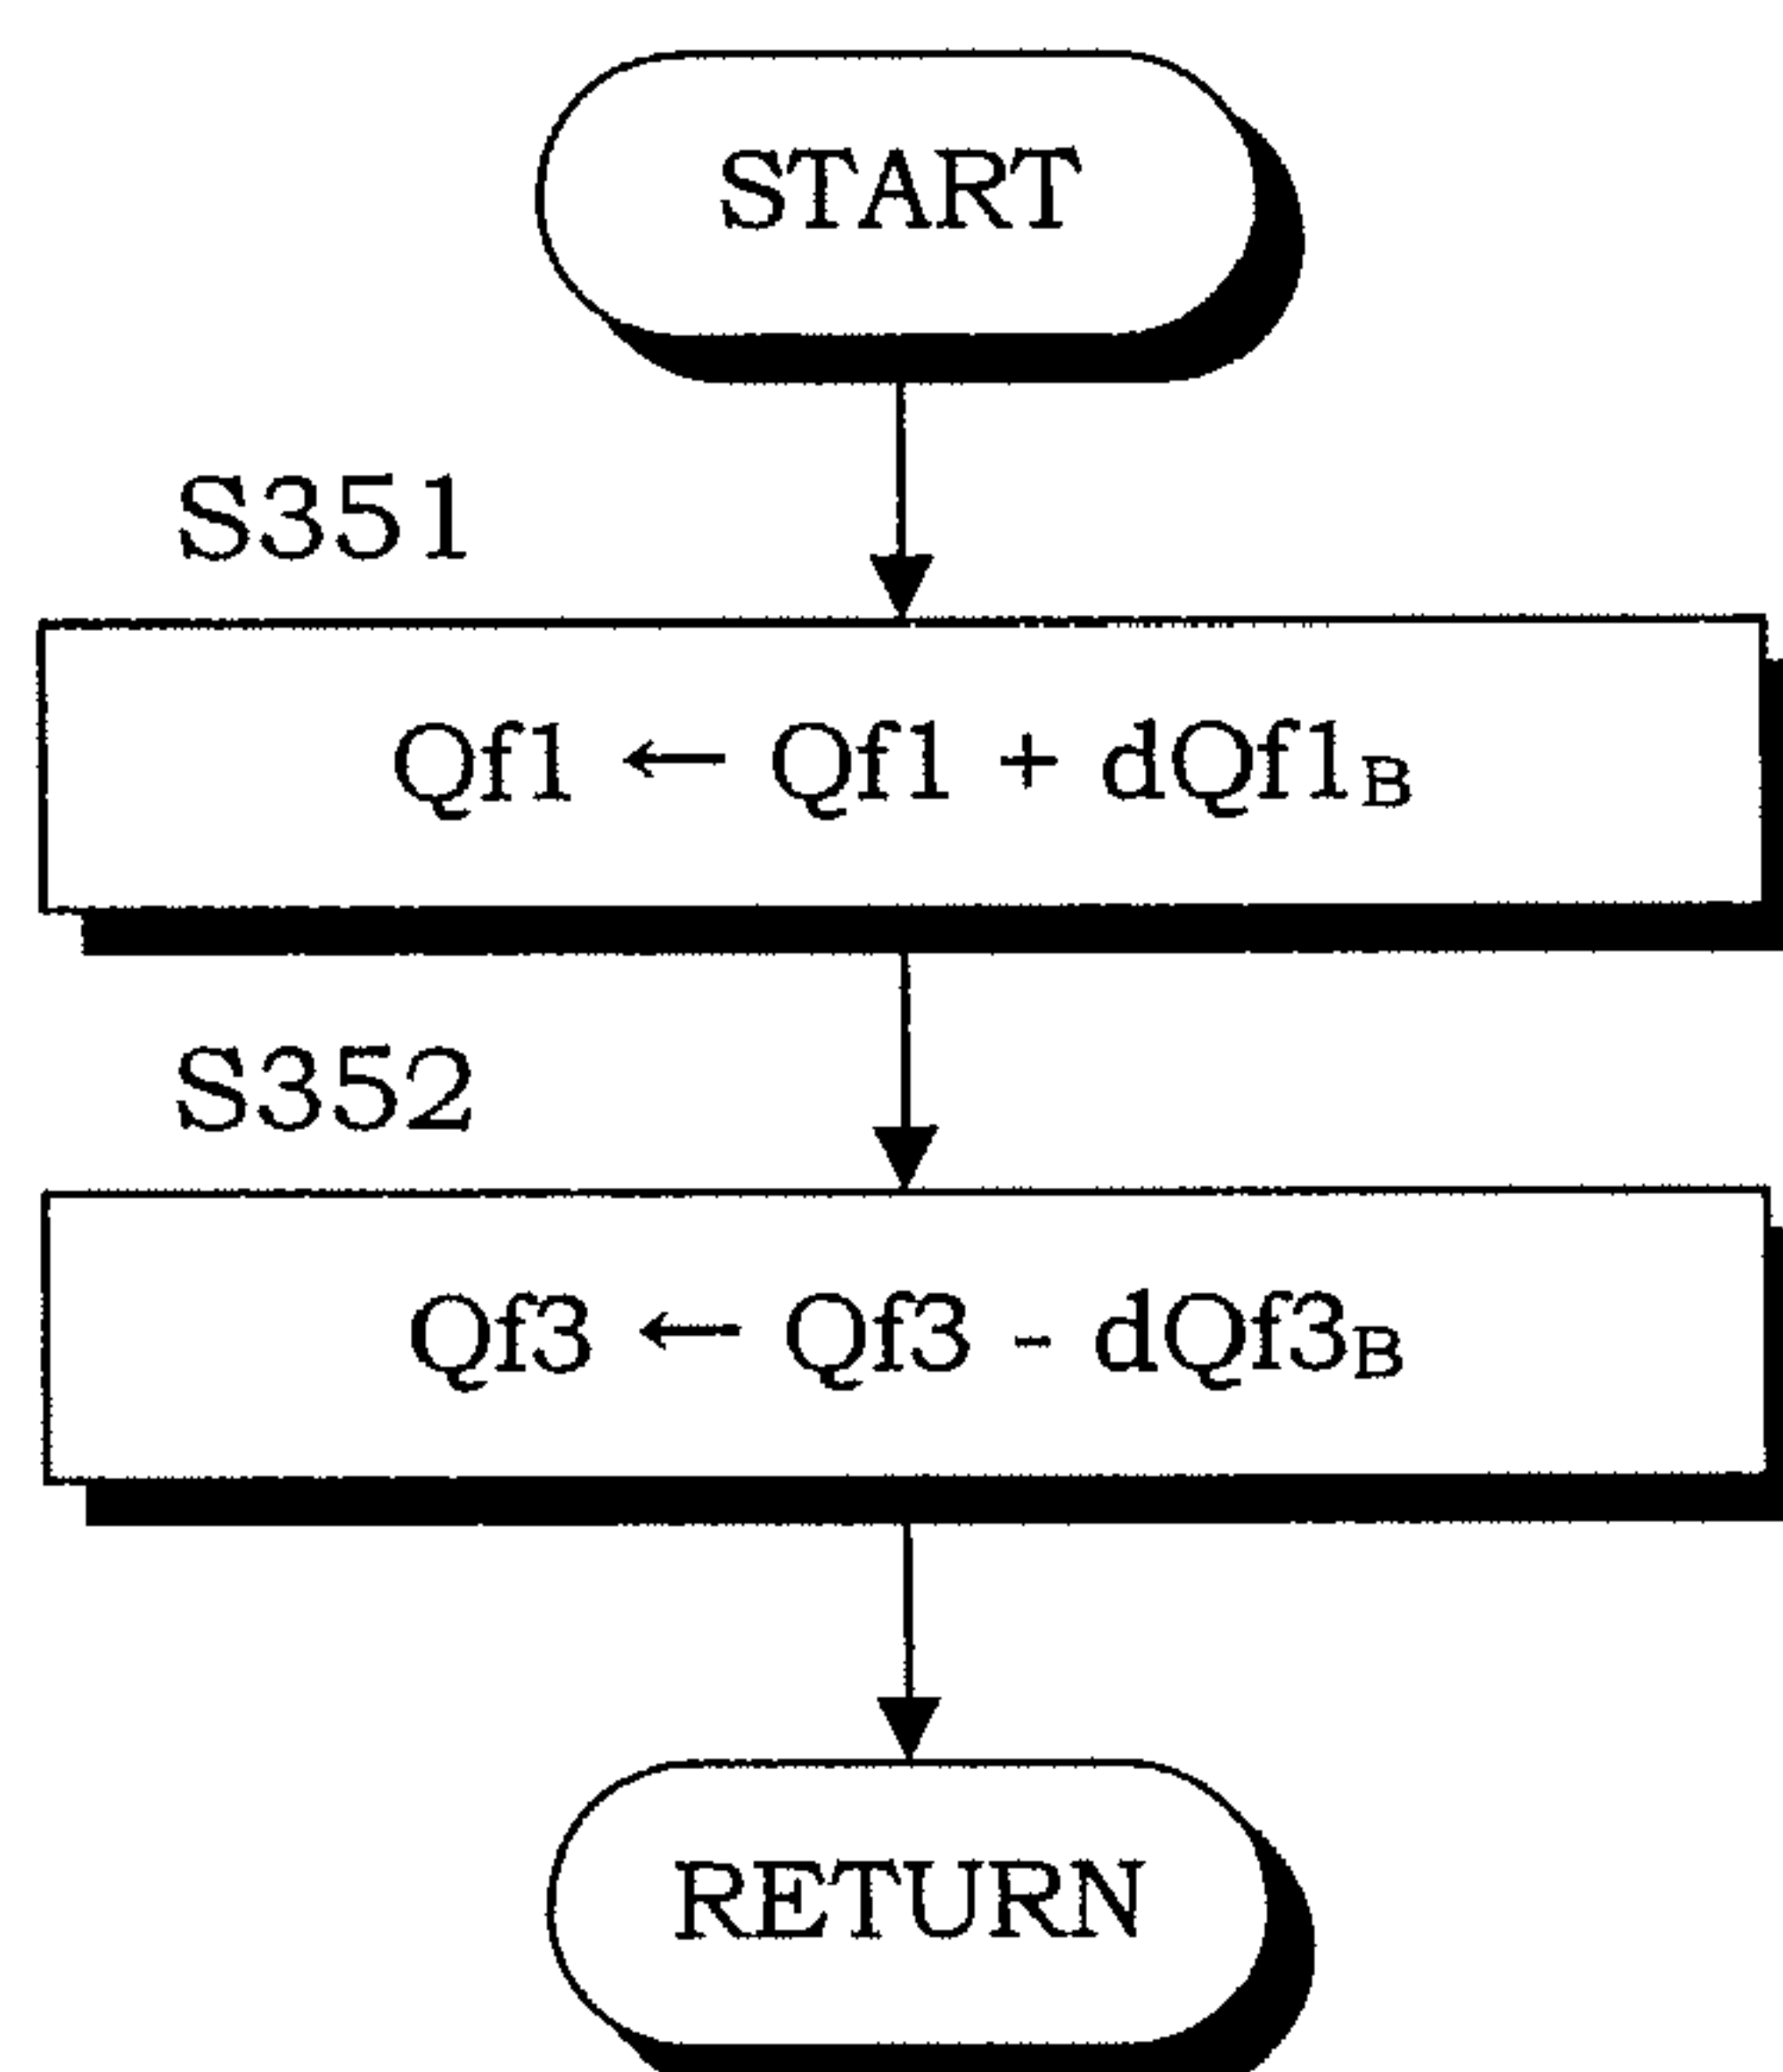 START
S351
Qf1 ← Qf1 + dQf1B
S352
Qf3 ← Qf3 - dQf3B
RETURN